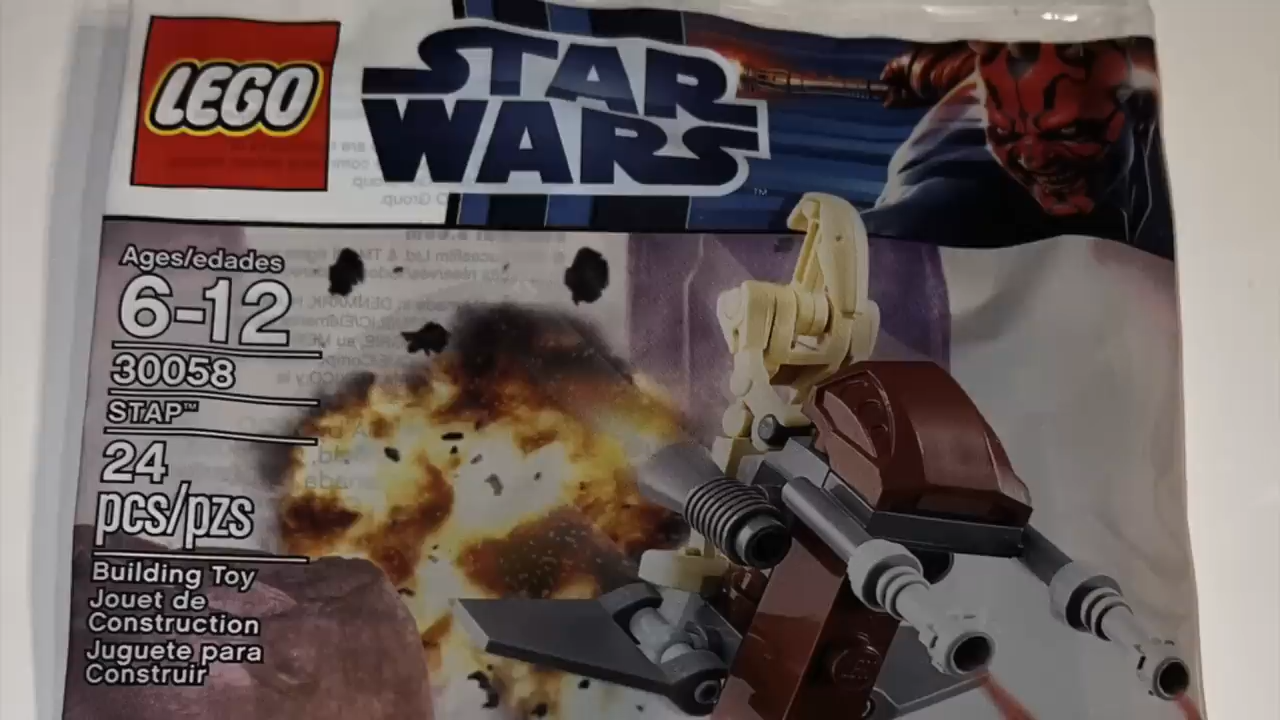 LEGO
STAR
WARS
™
Ages/edades
6-12
30058
STAP™
24
pcs/pzs
Building Toy
Jouet de
Construction
Juguete para
Construir